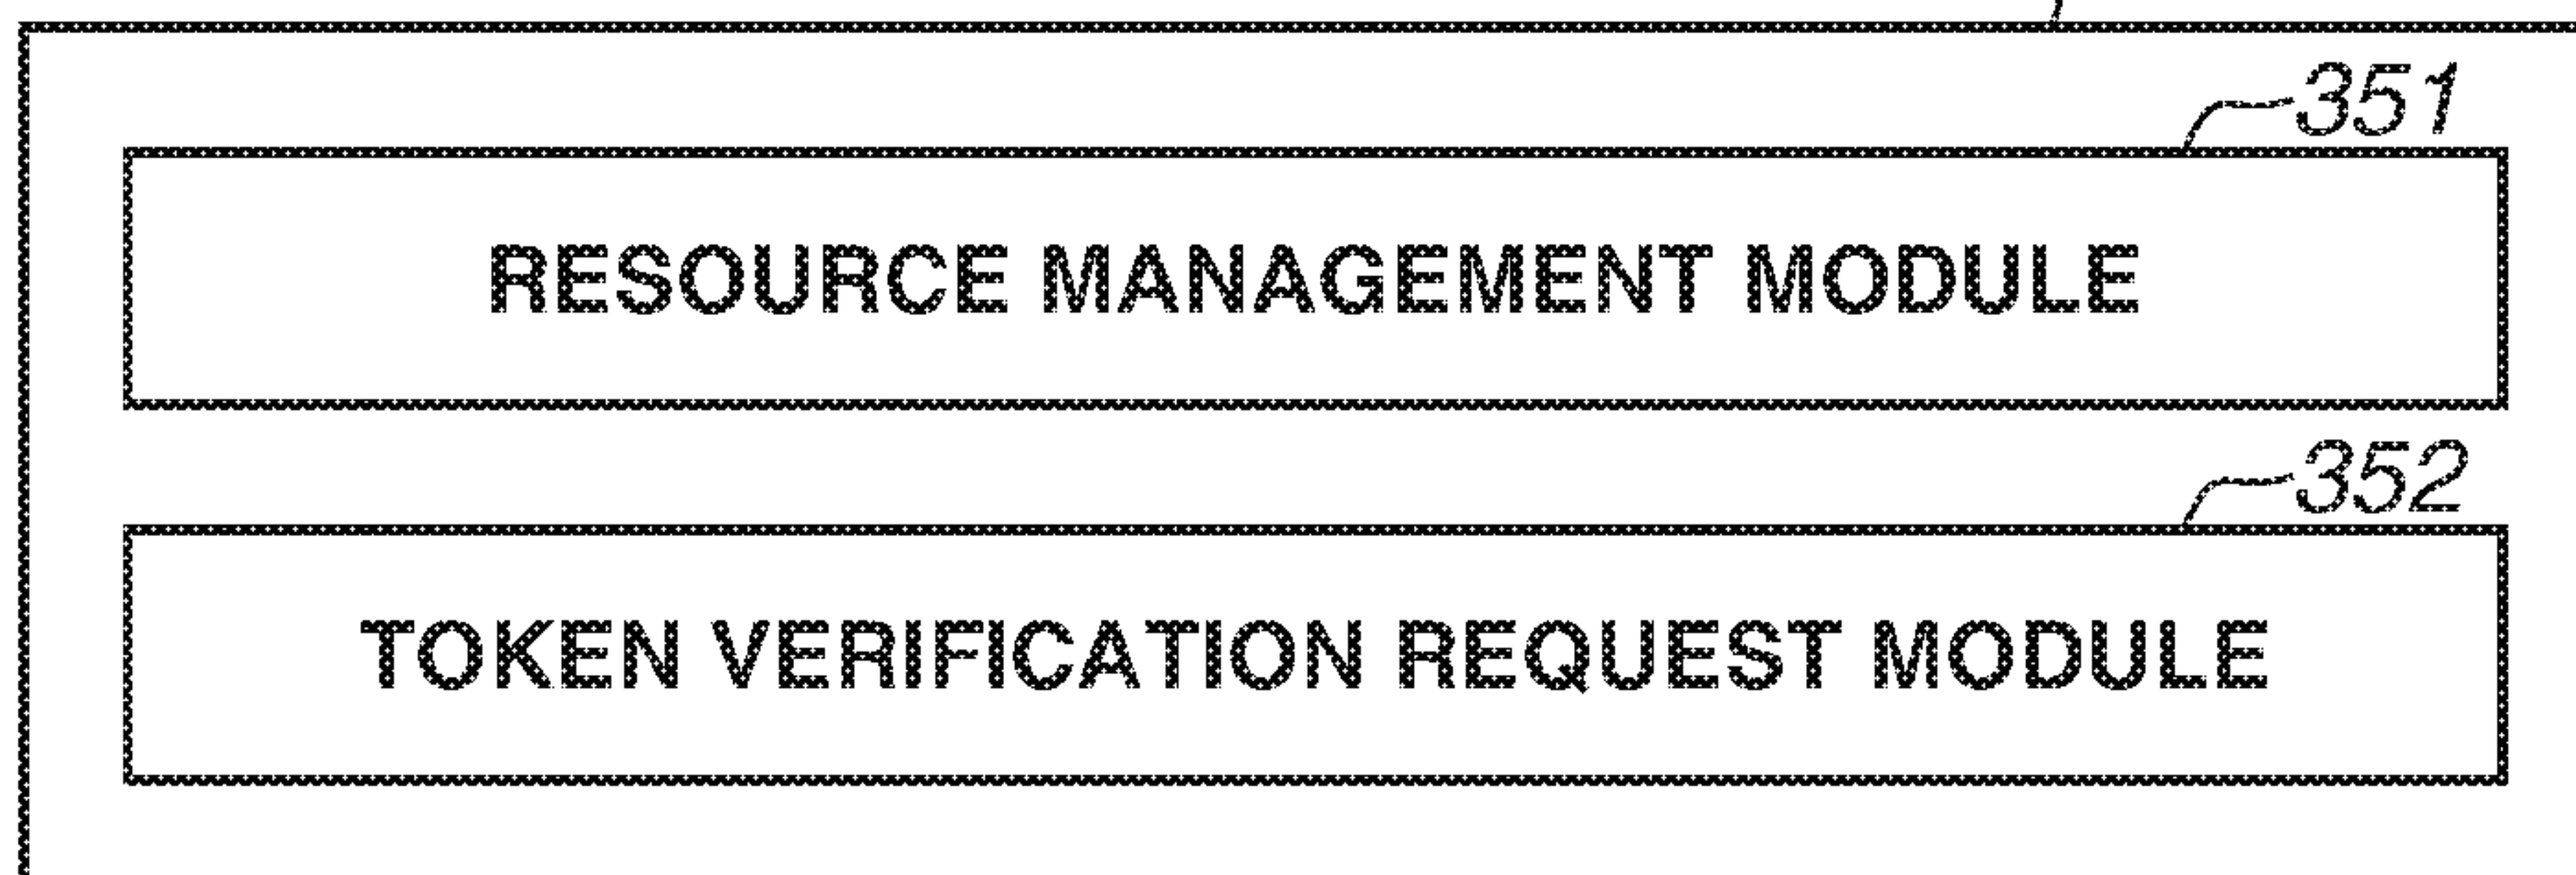 351
RESOURCE MANAGEMENT MODULE
352
TOKEN VERIFICATION REQUEST MODULE